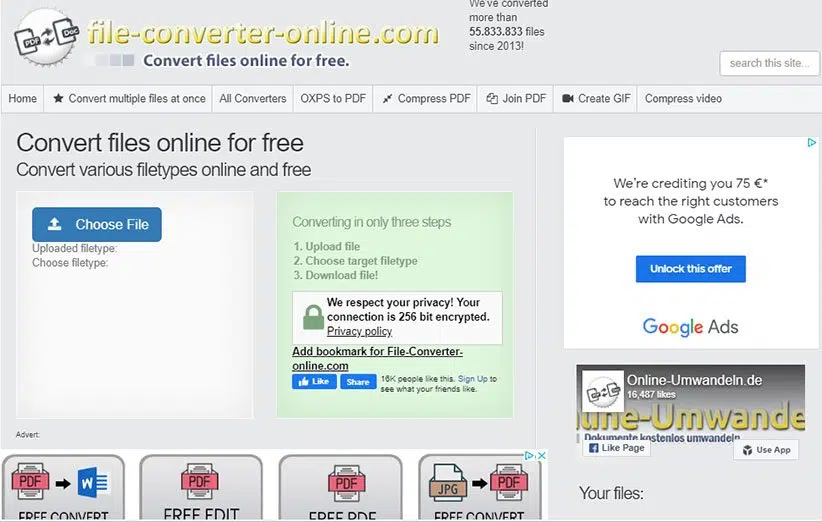 We've converted
more than
55.833.833 files
since 2013!
PDF
Doc
file-converter-online.com
Convert files online for free.
search this site...
Home
Convert multiple files at once
All Converters
OXPS to PDF
Compress PDF
Join PDF
Create GIF
Compress video
Convert files online for free
Convert various filetypes online and free
Choose File
Uploaded filetype:
Choose filetype:
Converting in only three steps
1. Upload file
2. Choose target filetype
3. Download file!
We respect your privacy! Your
connection is 256 bit encrypted.
Privacy policy
Add bookmark for File-Converter-
online.com
Like
Share
16K people like this. Sign Up to
see what your friends like.
We're crediting you 75 €*
to reach the right customers
with Google Ads.
Unlock this offer
Google Ads
Online-Umwandeln.de
16,487 likes
line-Umwande
Dokumente kostenlos umwandeln
Like Page
Use App
Your files:
Advert:
PDF
W
FREE CONVERT
PDF
FREE EDIT
PDF
FREE PDF
JPG
PDF
FREE CONVERT